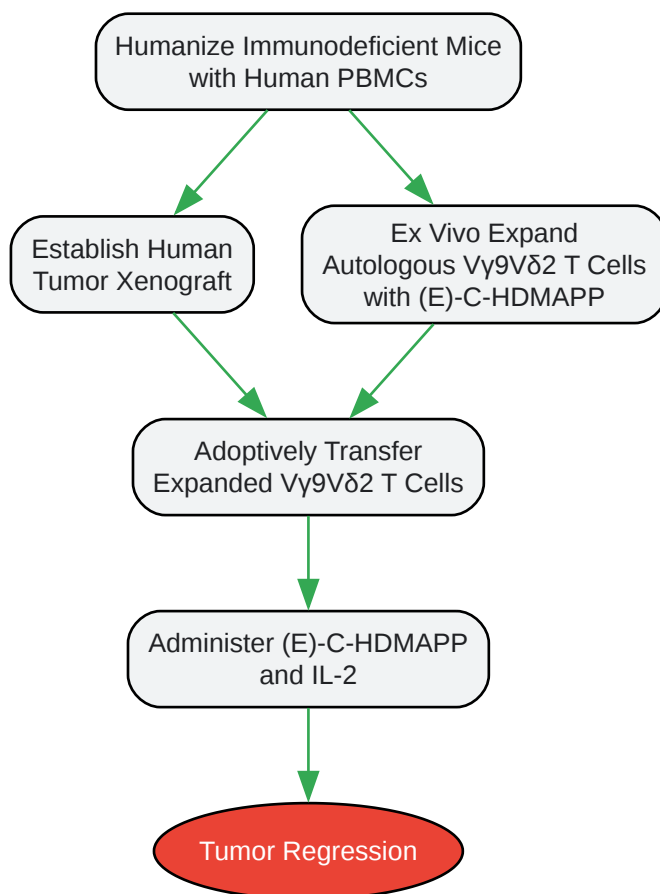 Humanize Immunodeficient Mice
with Human PBMCs
Establish Human
Tumor Xenograft
Ex Vivo Expand
Autologous Vγ9Vδ2 T Cells
with (E)-C-HDMAPP
Adoptively Transfer
Expanded Vγ9Vδ2 T Cells
Administer (E)-C-HDMAPP
and IL-2
Tumor Regression